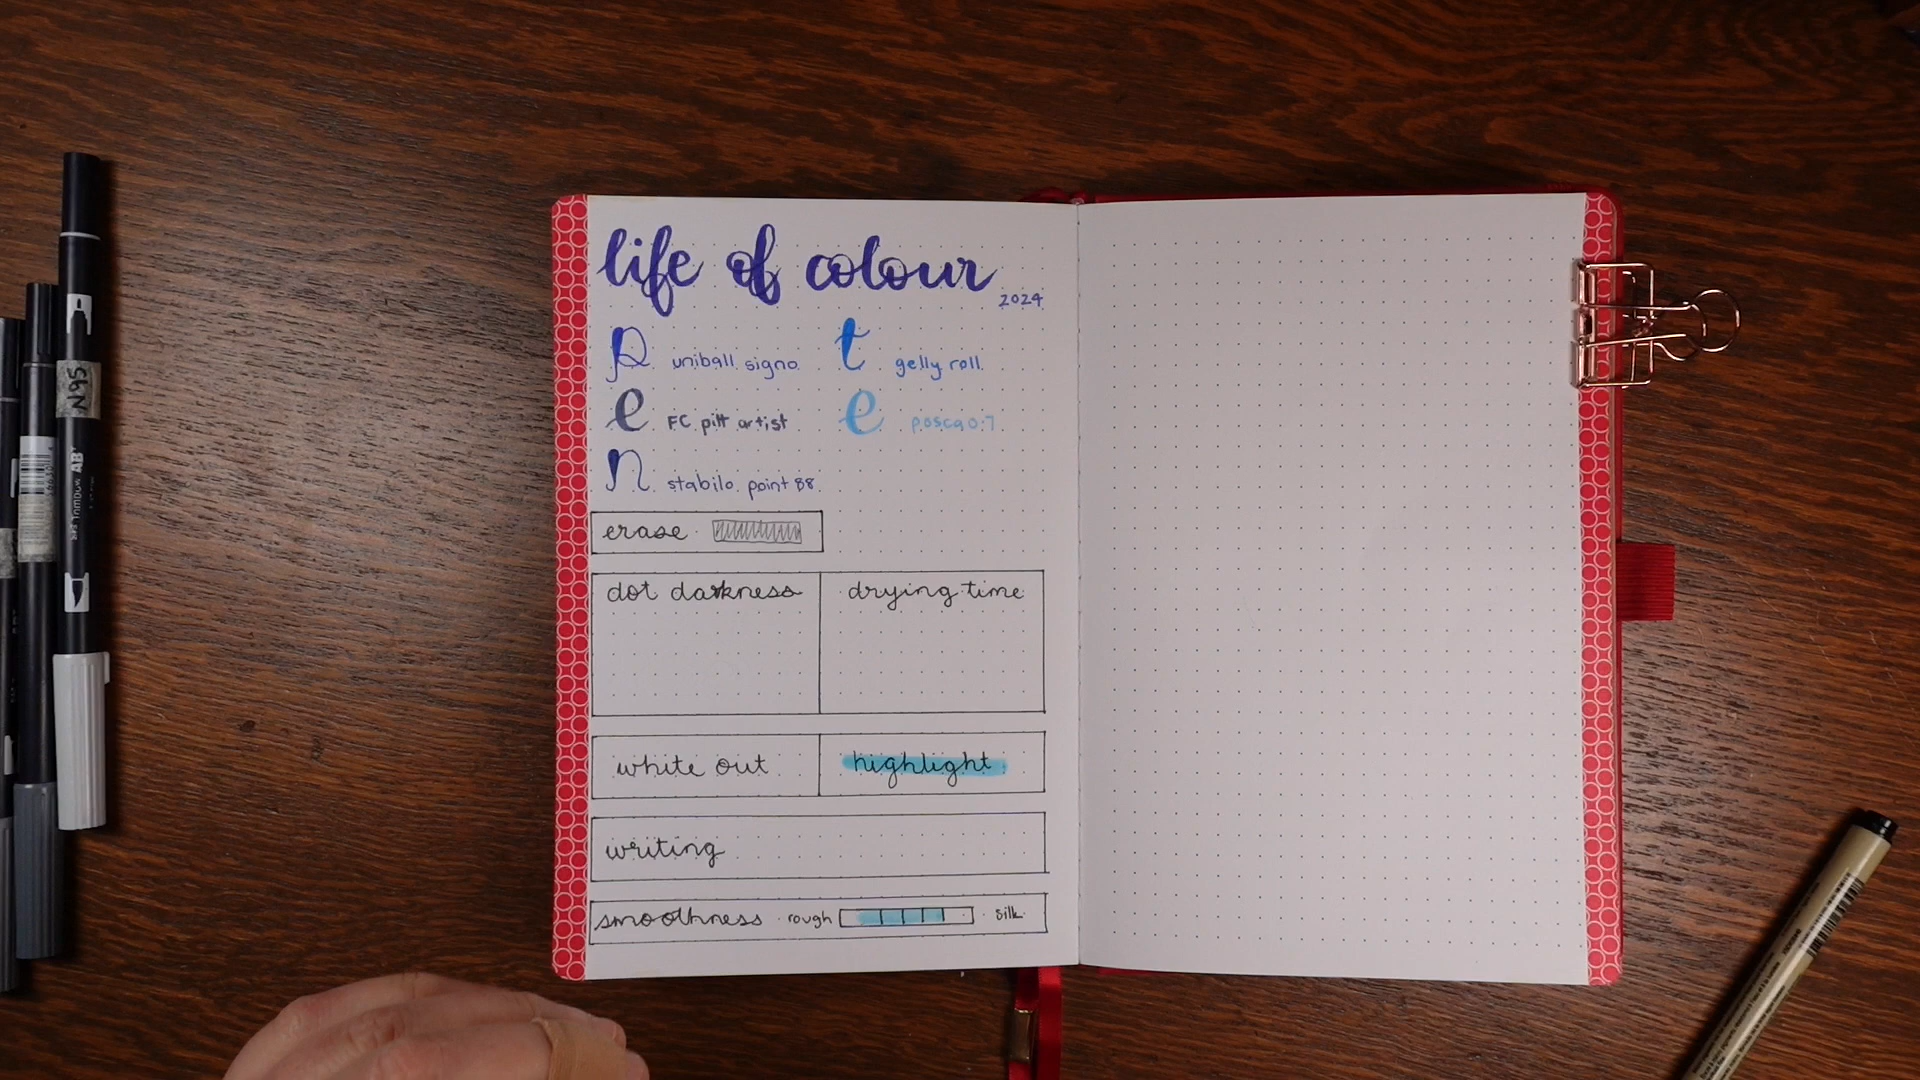 life of colour
2024
p uniball signo
t gelly roll
e FC pitt artist
e posca 0.7
n stabilo point 88
erase
dot darkness
drying time
white out
highlight
writing
smoothness rough silk
N95
ABT
Tombow